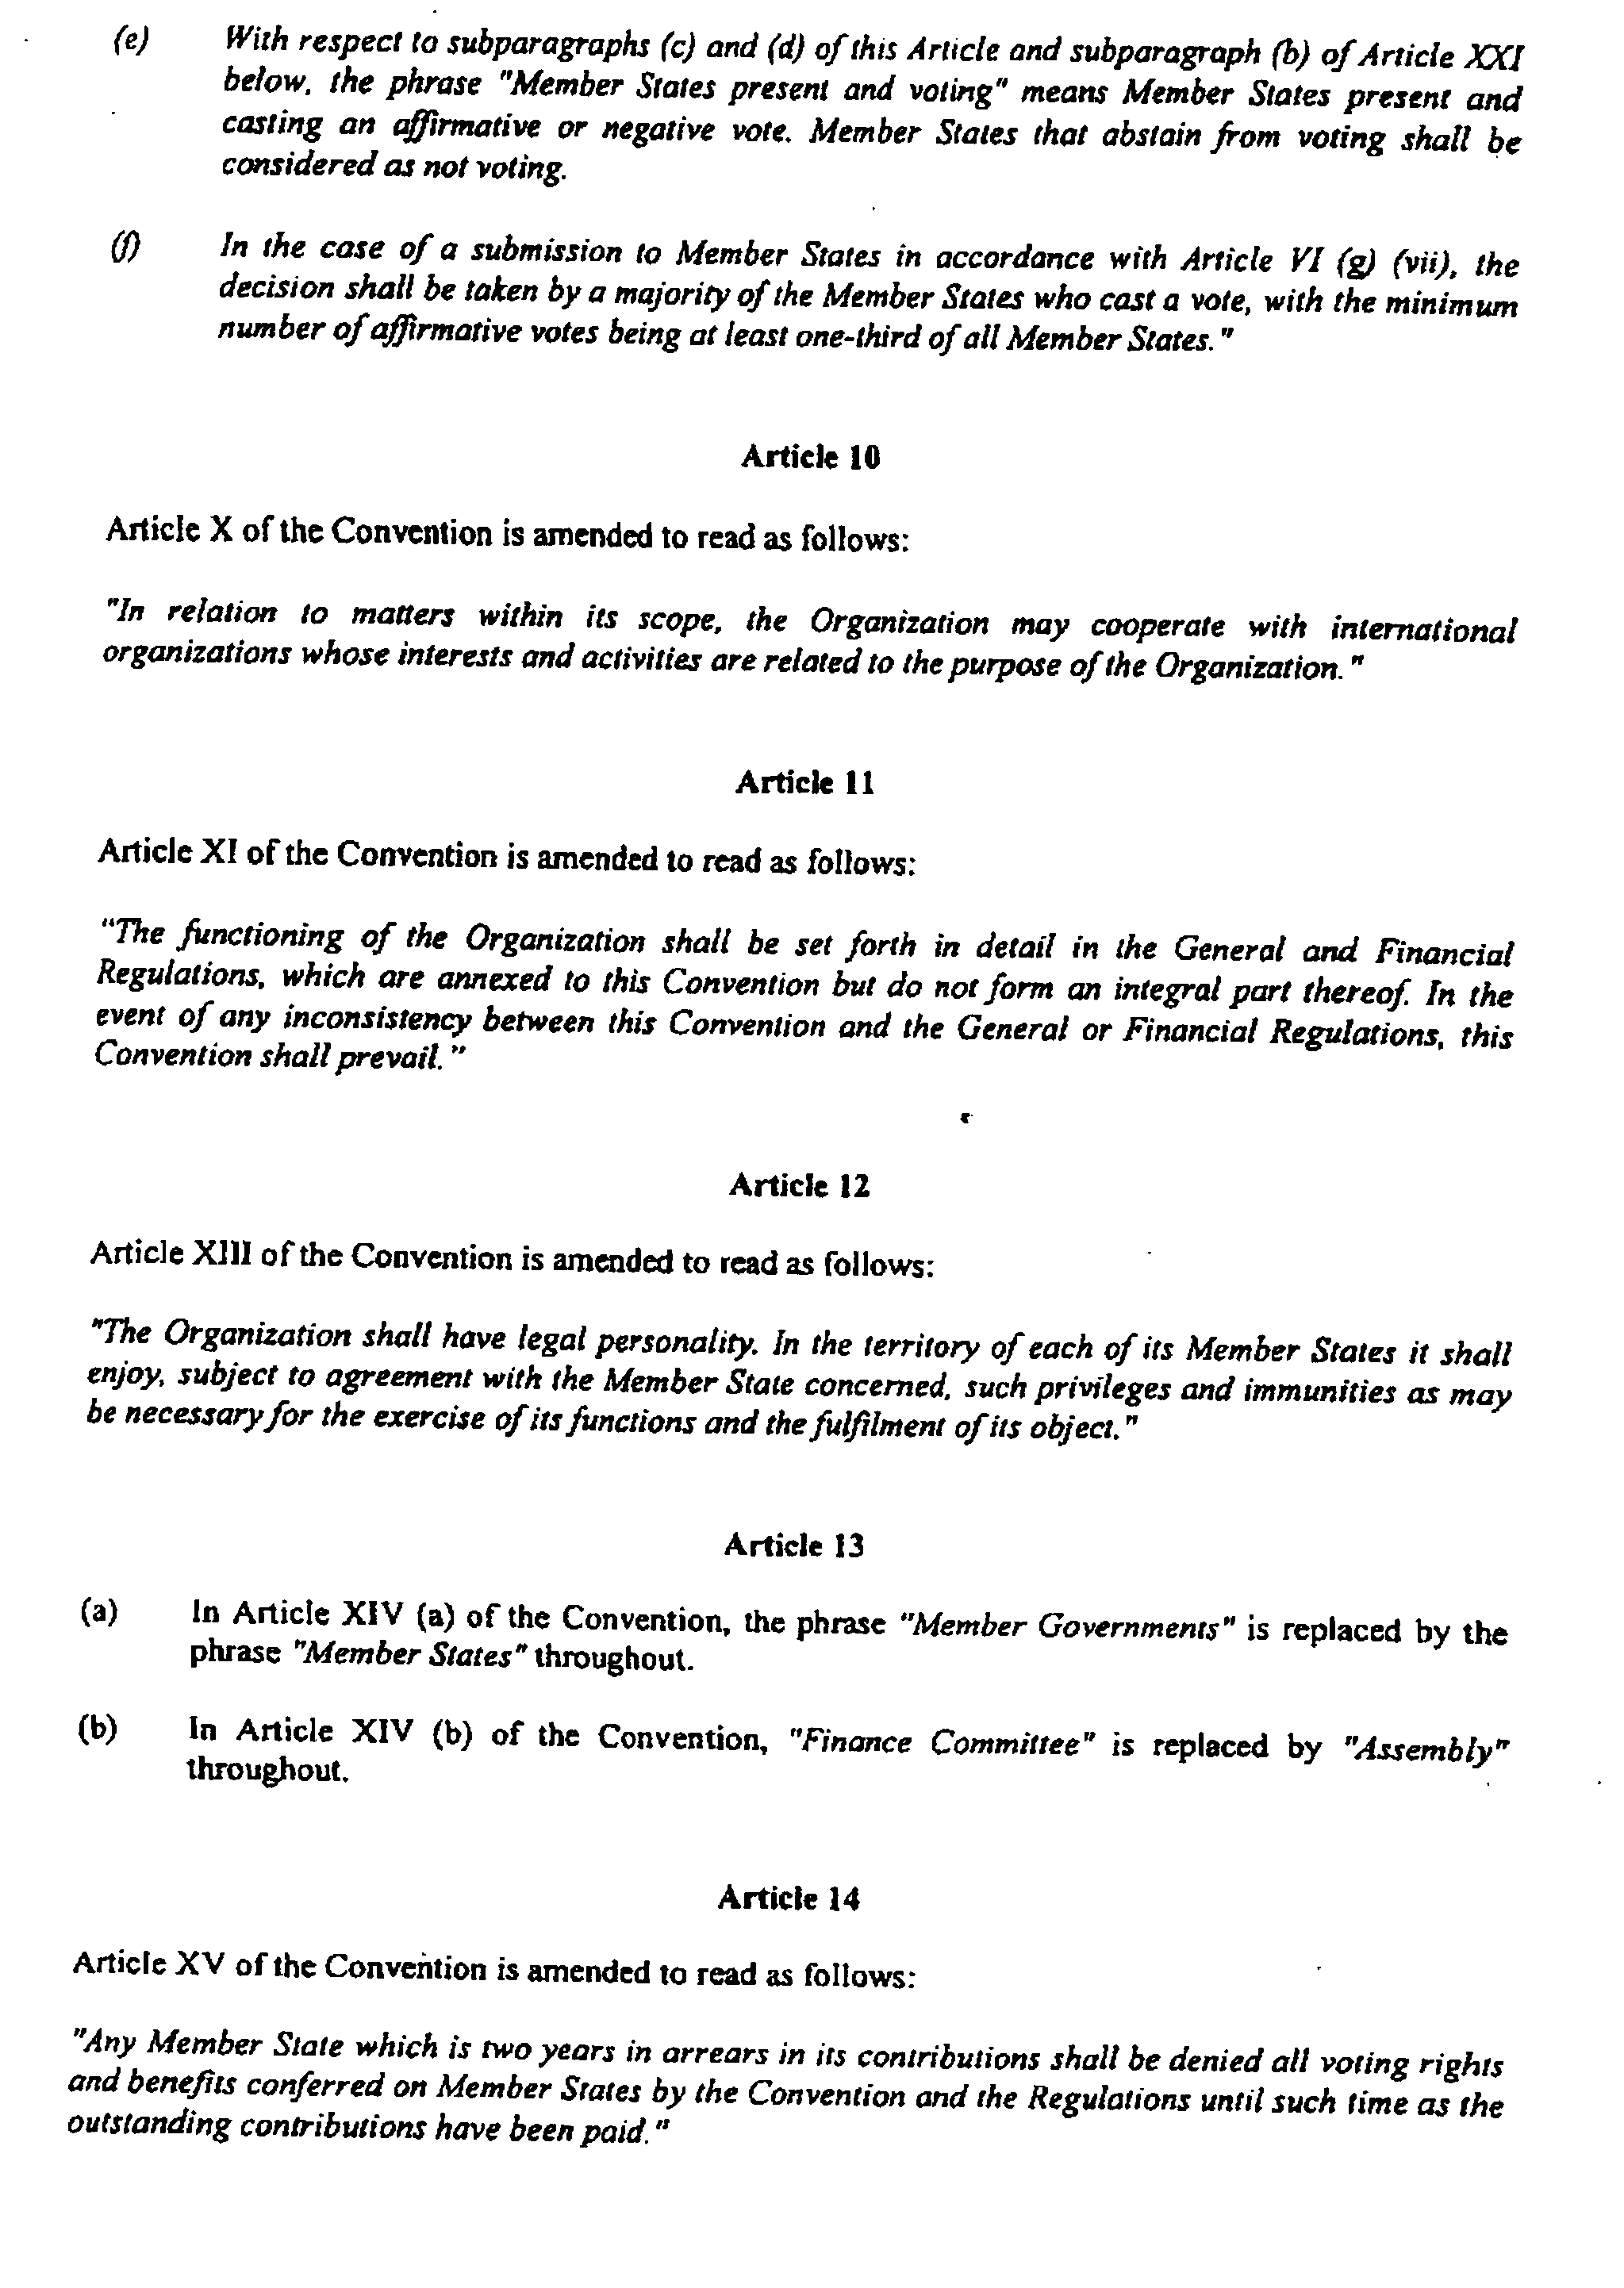 (e) With respect to subparagraphs (c) and (d) of this Article and subparagraph (b) of Article XXI
below, the phrase "Member States present and voting" means Member States present and
casting an affirmative or negative vote. Member States that abstain from voting shall be
considered as not voting.
(f) In the case of a submission to Member States in accordance with Article VI (g) (vii), the
decision shall be taken by a majority of the Member States who cast a vote, with the minimum
number of affirmative votes being at least one-third of all Member States."
Article 10
Article X of the Convention is amended to read as follows:
"In relation to matters within its scope, the Organization may cooperate with international
organizations whose interests and activities are related to the purpose of the Organization."
Article 11
Article XI of the Convention is amended to read as follows:
"The functioning of the Organization shall be set forth in detail in the General and Financial
Regulations, which are annexed to this Convention but do not form an integral part thereof. In the
event of any inconsistency between this Convention and the General or Financial Regulations, this
Convention shall prevail."
Article 12
Article XIII of the Convention is amended to read as follows:
"The Organization shall have legal personality. In the territory of each of its Member States it shall
enjoy, subject to agreement with the Member State concerned, such privileges and immunities as may
be necessary for the exercise of its functions and the fulfilment of its object."
Article 13
(a) In Article XIV (a) of the Convention, the phrase "Member Governments" is replaced by the
phrase "Member States" throughout.
(b) In Article XIV (b) of the Convention, "Finance Committee" is replaced by "Assembly"
throughout.
Article 14
Article XV of the Convention is amended to read as follows:
"Any Member State which is two years in arrears in its contributions shall be denied all voting rights
and benefits conferred on Member States by the Convention and the Regulations until such time as the
outstanding contributions have been paid."